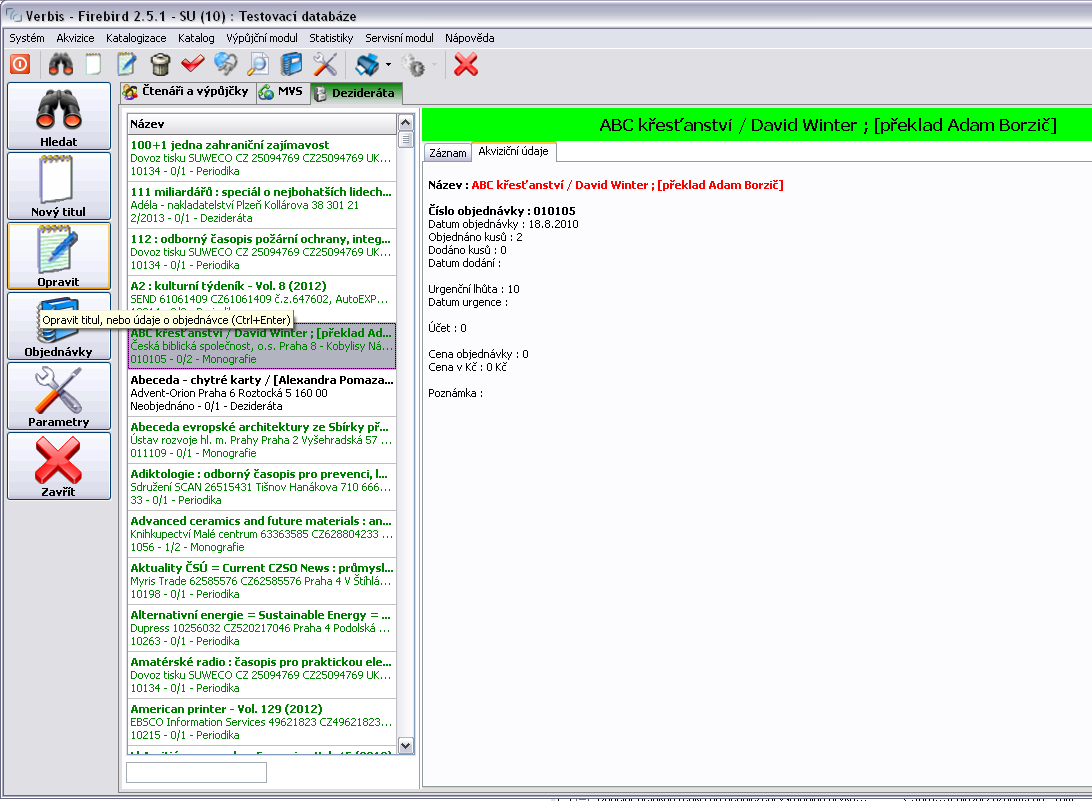 Verbis - Firebird 2.5.1 - SU (10) : Testovací databáze
Systém Akvizice Katalogizace Katalog Výpůjční modul Statistiky Servisní modul Nápověda
Čtenáři a výpůjčky MVS Dezideráta
Hledat
Nový titul
Opravit
Opravit titul, nebo údaje o objednávce (Ctrl+Enter)
Objednávky
Parametry
Zavřít
Název
100+1 jedna zahraniční zajímavost
Dovoz tisku SUWECO CZ 25094769 CZ25094769 UK...
10134 - 0/1 - Periodika
111 miliardářů : speciál o nejbohatších lidech...
Adéla - nakladatelství Plzeň Kollárova 38 301 21
2/2013 - 0/1 - Dezideráta
112 : odborný časopis požární ochrany, integ...
Dovoz tisku SUWECO CZ 25094769 CZ25094769 UK...
10134 - 0/1 - Periodika
A2 : kulturní týdeník - Vol. 8 (2012)
SEND 61061409 CZ61061409 č.z.647602, AutoEXP...
ABC křesťanství / David Winter ; [překlad Ad...
Česká biblická společnost, o.s. Praha 8 - Kobylisy Ná...
010105 - 0/2 - Monografie
Abeceda - chytré karty / [Alexandra Pomaza...
Advent-Orion Praha 6 Roztocká 5 160 00
Neobjednáno - 0/1 - Dezideráta
Abeceda evropské architektury ze Sbírky př...
Ústav rozvoje hl. m. Prahy Praha 2 Vyšehradská 57 ...
011109 - 0/1 - Monografie
Adiktologie : odborný časopis pro prevenci, l...
Sdružení SCAN 26515431 Tišnov Hanákova 710 666...
33 - 0/1 - Periodika
Advanced ceramics and future materials : an...
Knihkupectví Malé centrum 63363585 CZ628804233 ...
1056 - 1/2 - Monografie
Aktuality ČSÚ = Current CZSO News : průmysl...
Myris Trade 62585576 CZ62585576 Praha 4 V Štíhlá...
10198 - 0/1 - Periodika
Alternativní energie = Sustainable Energy = ...
Dupress 10256032 CZ520217046 Praha 4 Podolská ...
10263 - 0/1 - Periodika
Amatérské radio : časopis pro praktickou ele...
Dovoz tisku SUWECO CZ 25094769 CZ25094769 UK...
10134 - 0/1 - Periodika
American printer - Vol. 129 (2012)
EBSCO Information Services 49621823 CZ49621823...
10215 - 0/1 - Periodika
ABC křesťanství / David Winter ; [překlad Adam Borzič]
Záznam Akviziční údaje
Název : ABC křesťanství / David Winter ; [překlad Adam Borzič]
Číslo objednávky : 010105
Datum objednávky : 18.8.2010
Objednáno kusů : 2
Dodáno kusů : 0
Datum dodání :
Urgenční lhůta : 10
Datum urgence :
Účet : 0
Cena objednávky : 0
Cena v Kč : 0 Kč
Poznámka :